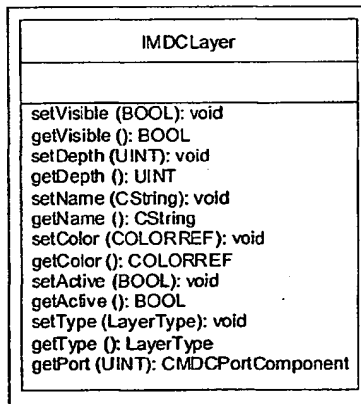 IMDCLayer
setVisible (BOOL): void
getVisible (): BOOL
setDepth (UINT): void
getDepth (): UINT
setName (CString): void
getName (): CString
setColor (COLORREF): void
getColor (): COLORREF
setActive (BOOL): void
getActive (): BOOL
setType (LayerType): void
getType (): LayerType
getPort (UINT): CMDCPortComponent